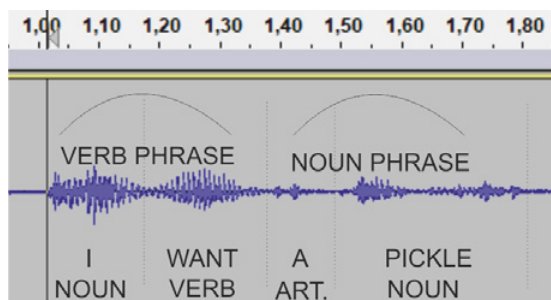 1,00 1,10 1,20 1,30 1,40 1,50 1,60 1,70 1,80
VERB PHRASE NOUN PHRASE
I WANT A PICKLE
NOUN VERB ART. NOUN